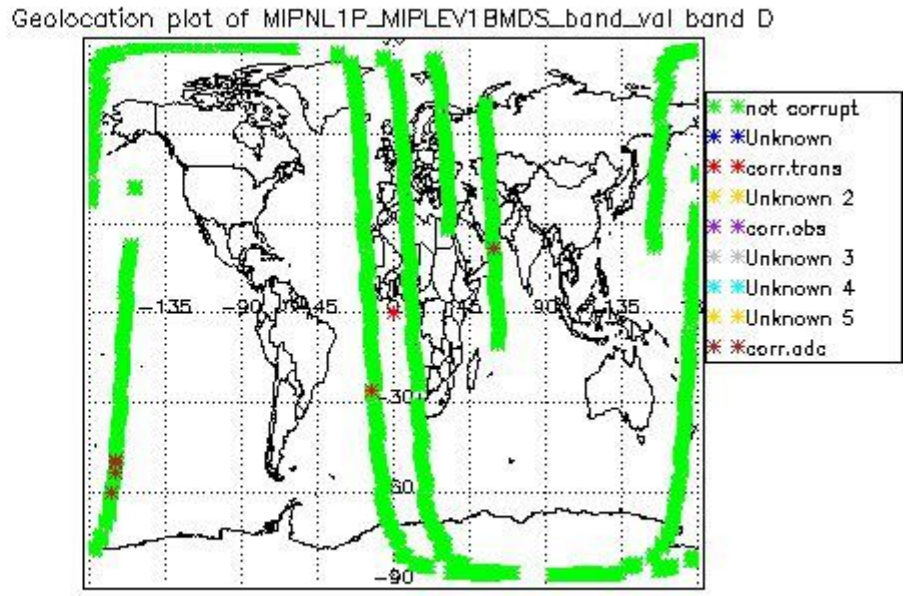 Geolocation plot of MIPNL1P_MIPLEV1BMDS_band_val band D
not corrupt
Unknown
corr.trans
Unknown 2
corr.obs
Unknown 3
Unknown 4
Unknown 5
corr.adc
-135 -90 -45 45 90 135
-30
-60
-90